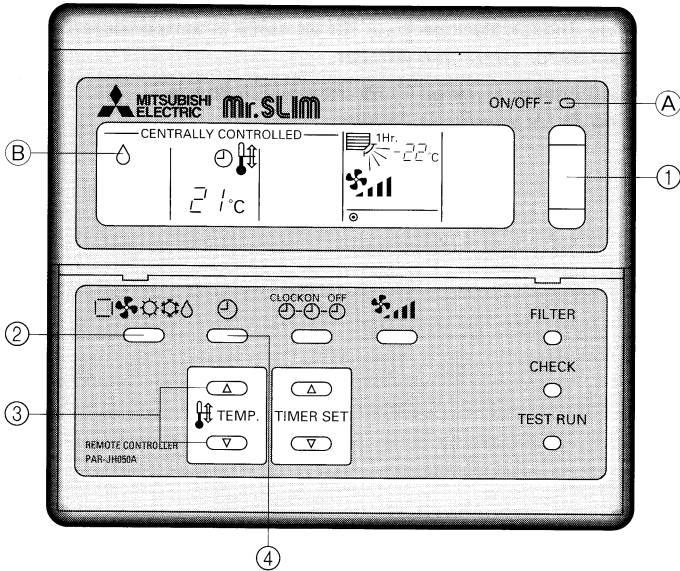 MITSUBISHI ELECTRIC Mr.SLIM
ON/OFF
A
CENTRALLY CONTROLLED
B
1Hr.
-22°C
21°C
1
CLOCK ON OFF
2
FILTER
CHECK
3
TEMP.
TIMER SET
TEST RUN
REMOTE CONTROLLER
PAR-JH050A
4